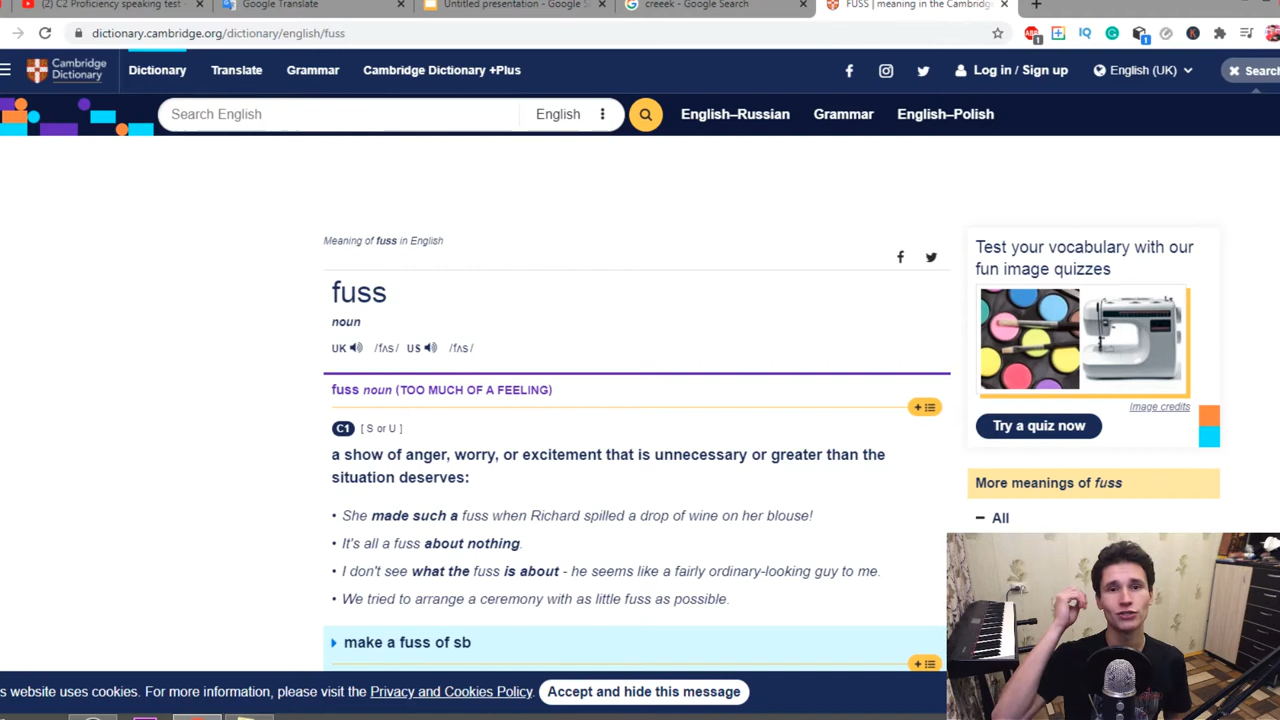 (2) C2 Proficiency speaking test -
Google Translate
Untitled presentation - Google S
creeek - Google Search
FUSS | meaning in the Cambridg
dictionary.cambridge.org/dictionary/english/fuss
Cambridge Dictionary
Dictionary
Translate
Grammar
Cambridge Dictionary +Plus
Log in / Sign up
English (UK)
Search
Search English
English
English–Russian
Grammar
English–Polish
Meaning of fuss in English
fuss
noun
UK /fʌs/ US /fʌs/
fuss noun (TOO MUCH OF A FEELING)
C1 [ S or U ]
a show of anger, worry, or excitement that is unnecessary or greater than the
situation deserves:
• She made such a fuss when Richard spilled a drop of wine on her blouse!
• It's all a fuss about nothing.
• I don't see what the fuss is about - he seems like a fairly ordinary-looking guy to me.
• We tried to arrange a ceremony with as little fuss as possible.
make a fuss of sb
Test your vocabulary with our
fun image quizzes
Image credits
Try a quiz now
More meanings of fuss
All
s website uses cookies. For more information, please visit the Privacy and Cookies Policy. Accept and hide this message